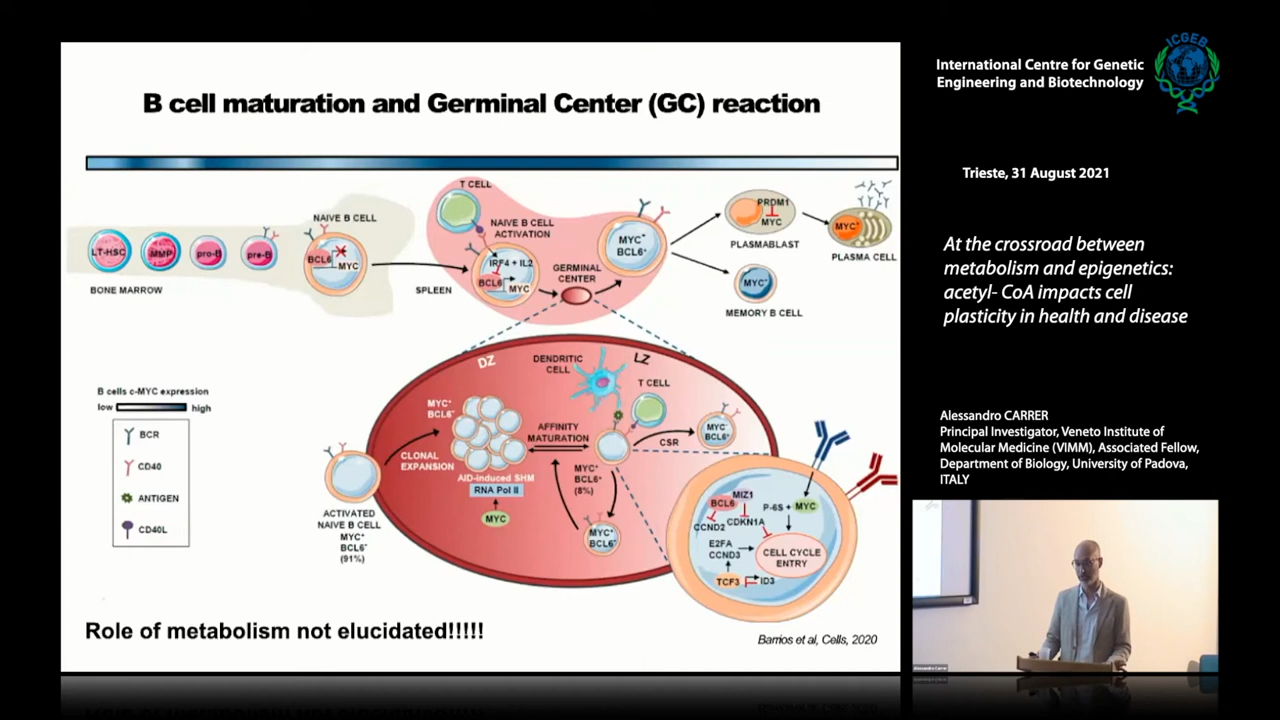 B cell maturation and Germinal Center (GC) reaction
T CELL
NAIVE B CELL
NAIVE B CELL
ACTIVATION
LT-HSC
MMP
pro-B
pre-B
BCL6
MYC
IRF4 + IL2
BCL6
MYC
GERMINAL
CENTER
MYC⁺
BCL6⁺
PRDM1
MYC
PLASMABLAST
MYC⁺
PLASMA CELL
BONE MARROW
SPLEEN
MYC⁻
MEMORY B CELL
DZ
LZ
DENDRITIC
CELL
T CELL
B cells c-MYC expression
low
high
BCR
CD40
ANTIGEN
CD40L
MYC⁺
BCL6⁻
CLONAL
EXPANSION
AFFINITY
MATURATION
CSR
MYC⁻
BCL6⁺
AID-induced SHM
RNA Pol II
MYC
MYC⁺
BCL6⁺
(8%)
MYC⁺
BCL6⁻
ACTIVATED
NAIVE B CELL
MYC⁺
BCL6⁻
(91%)
MIZ1
BCL6
CCND2
CDKN1A
P-6S +
MYC
E2FA
CCND3
CELL CYCLE
ENTRY
TCF3
ID3
Role of metabolism not elucidated!!!!!
Barrios et al, Cells, 2020
International Centre for Genetic
Engineering and Biotechnology
ICGEB
Trieste, 31 August 2021
At the crossroad between
metabolism and epigenetics:
acetyl- CoA impacts cell
plasticity in health and disease
Alessandro CARRER
Principal Investigator, Veneto Institute of
Molecular Medicine (VIMM), Associated Fellow,
Department of Biology, University of Padova,
ITALY
Alessandro Carrer